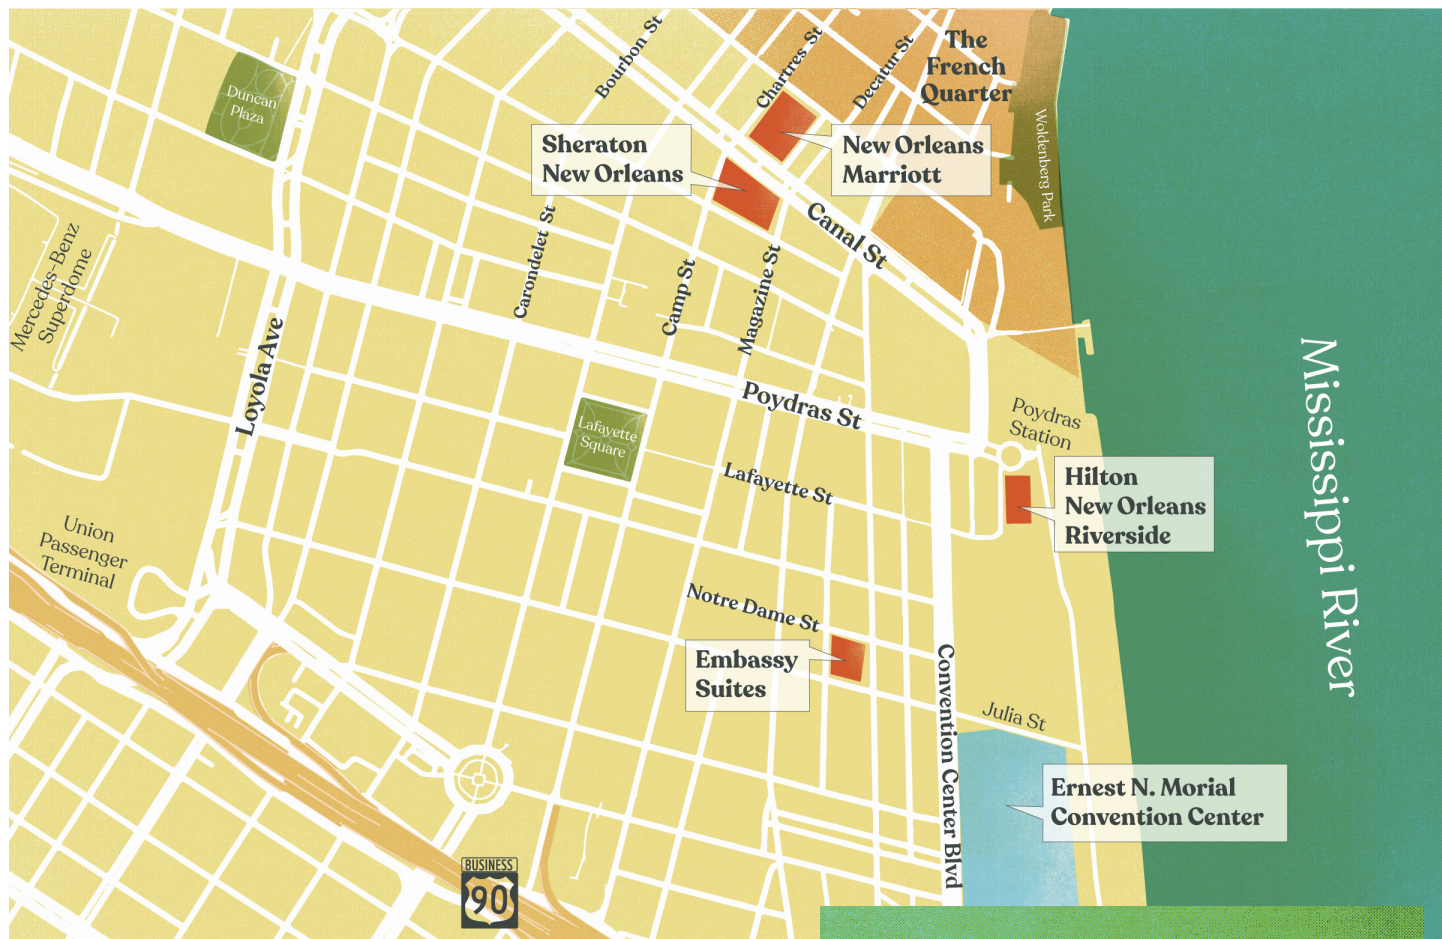 Bourbon St
Chartres St
Decatur St
The
French
Quarter
Duncan
Plaza
Woldenberg Park
Sheraton
New Orleans
New Orleans
Marriott
Canal St
Mercedes-Benz
Superdome
Carondelet St
Camp St
Magazine St
Loyola Ave
Poydras St
Mississippi River
Lafayette
Square
Poydras
Station
Lafayette St
Hilton
New Orleans
Riverside
Union
Passenger
Terminal
Notre Dame St
Embassy
Suites
Convention Center Blvd
Julia St
Ernest N. Morial
Convention Center
BUSINESS
90